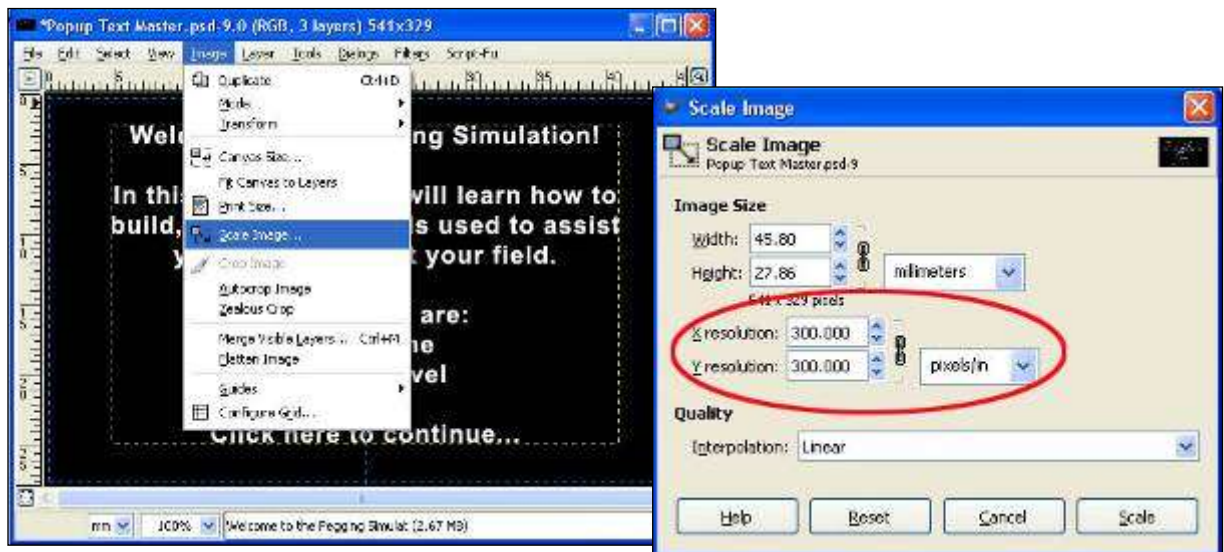 *Popup Text Master.psd-9.0 (RGB, 3 layers) 541x329
File Edit Select View Image Layer Tools Dialogs Filters Script-Fu
Duplicate Ctrl+D
Mode
Transform
Canvas Size...
Fit Canvas to Layers
Print Size...
Scale Image...
Crop Image
Autocrop Image
Zealous Crop
Merge Visible Layers... Ctrl+M
Flatten Image
Guides
Configure Grid...
Welc ng Simulation!
In thi will learn how to
build, s used to assist
y t your field.
are:
ne
vel
Click here to continue...
mm 100% Welcome to the Pegging Simulat (2.67 MB)
Scale Image
Scale Image
Popup Text Master.psd-9
Image Size
Width: 45.80
Height: 27.86 milimeters
541 x 329 pixels
X resolution: 300.000
Y resolution: 300.000 pixels/in
Quality
Interpolation: Linear
Help Reset Cancel Scale